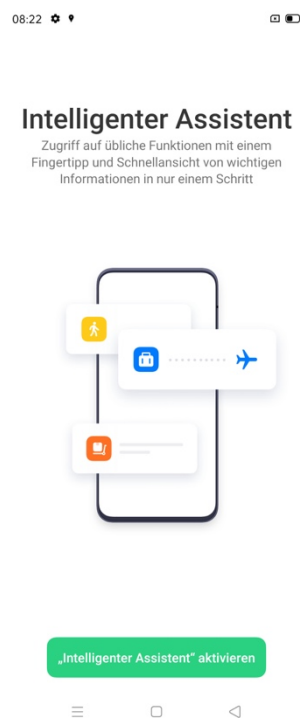 08:22
Intelligenter Assistent
Zugriff auf übliche Funktionen mit einem
Fingertipp und Schnellansicht von wichtigen
Informationen in nur einem Schritt
„Intelligenter Assistent“ aktivieren